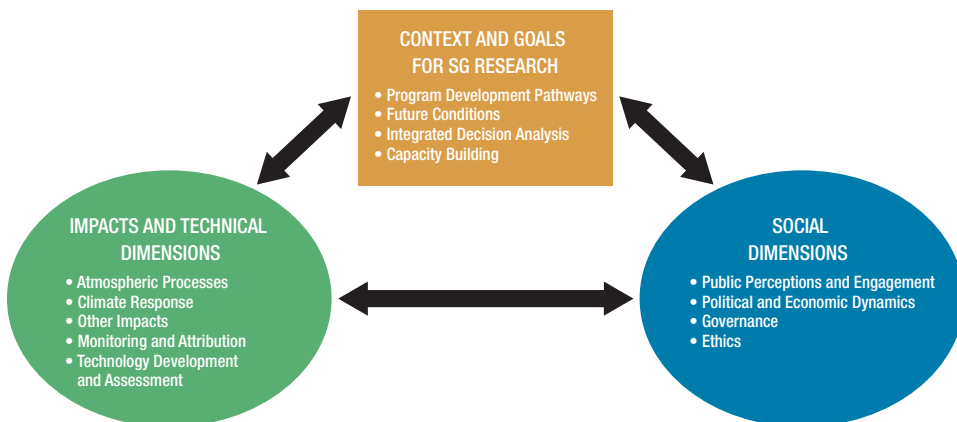 CONTEXT AND GOALS
FOR SG RESEARCH
• Program Development Pathways
• Future Conditions
• Integrated Decision Analysis
• Capacity Building
IMPACTS AND TECHNICAL
DIMENSIONS
• Atmospheric Processes
• Climate Response
• Other Impacts
• Monitoring and Attribution
• Technology Development
and Assessment
SOCIAL
DIMENSIONS
• Public Perceptions and Engagement
• Political and Economic Dynamics
• Governance
• Ethics